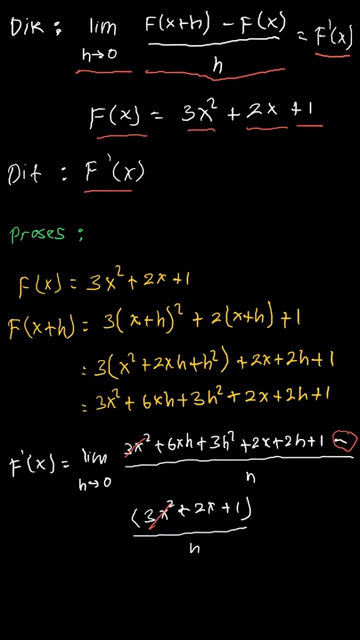 Dik : lim h→0 F(x+h) - F(x) / h = F'(x)
F(x) = 3x² + 2x + 1
Dit : F'(x)
Proses :
F(x) = 3x² + 2x + 1
F(x+h) = 3(x+h)² + 2(x+h) + 1
= 3(x² + 2xh + h²) + 2x + 2h + 1
= 3x² + 6xh + 3h² + 2x + 2h + 1
F'(x) = lim h→0 3x² + 6xh + 3h² + 2x + 2h + 1 - / h
(3x² + 2x + 1) / h